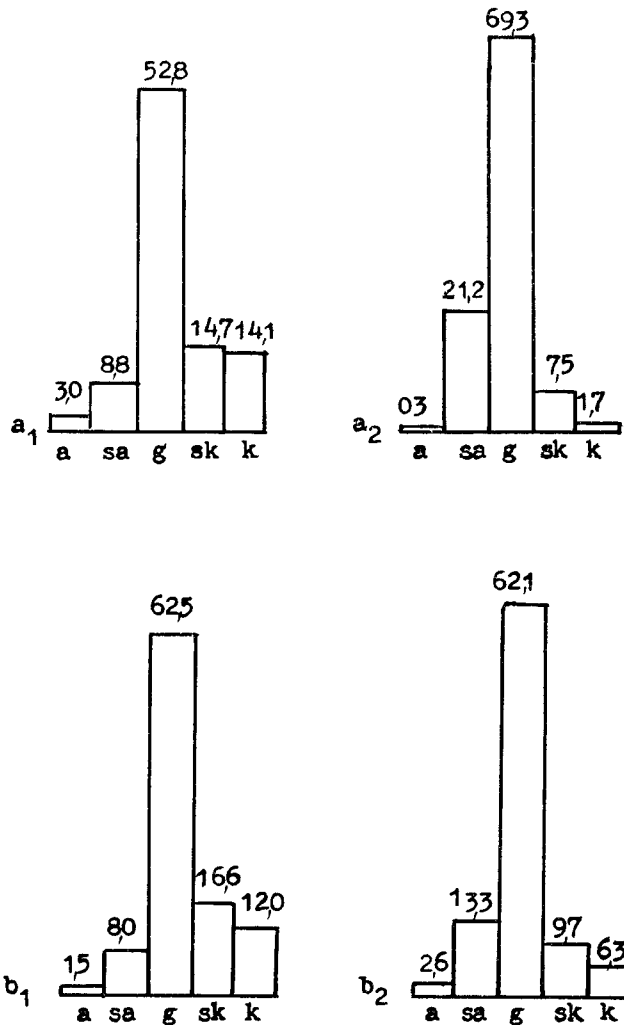 52,8
3,0 8,8 14,7 14,1
a1 a sa g sk k
69,3
03 21,2 7,5 1,7
a2 a sa g sk k
62,5
1,5 8,0 16,6 12,0
b1 a sa g sk k
62,1
2,6 13,3 9,7 6,3
b2 a sa g sk k